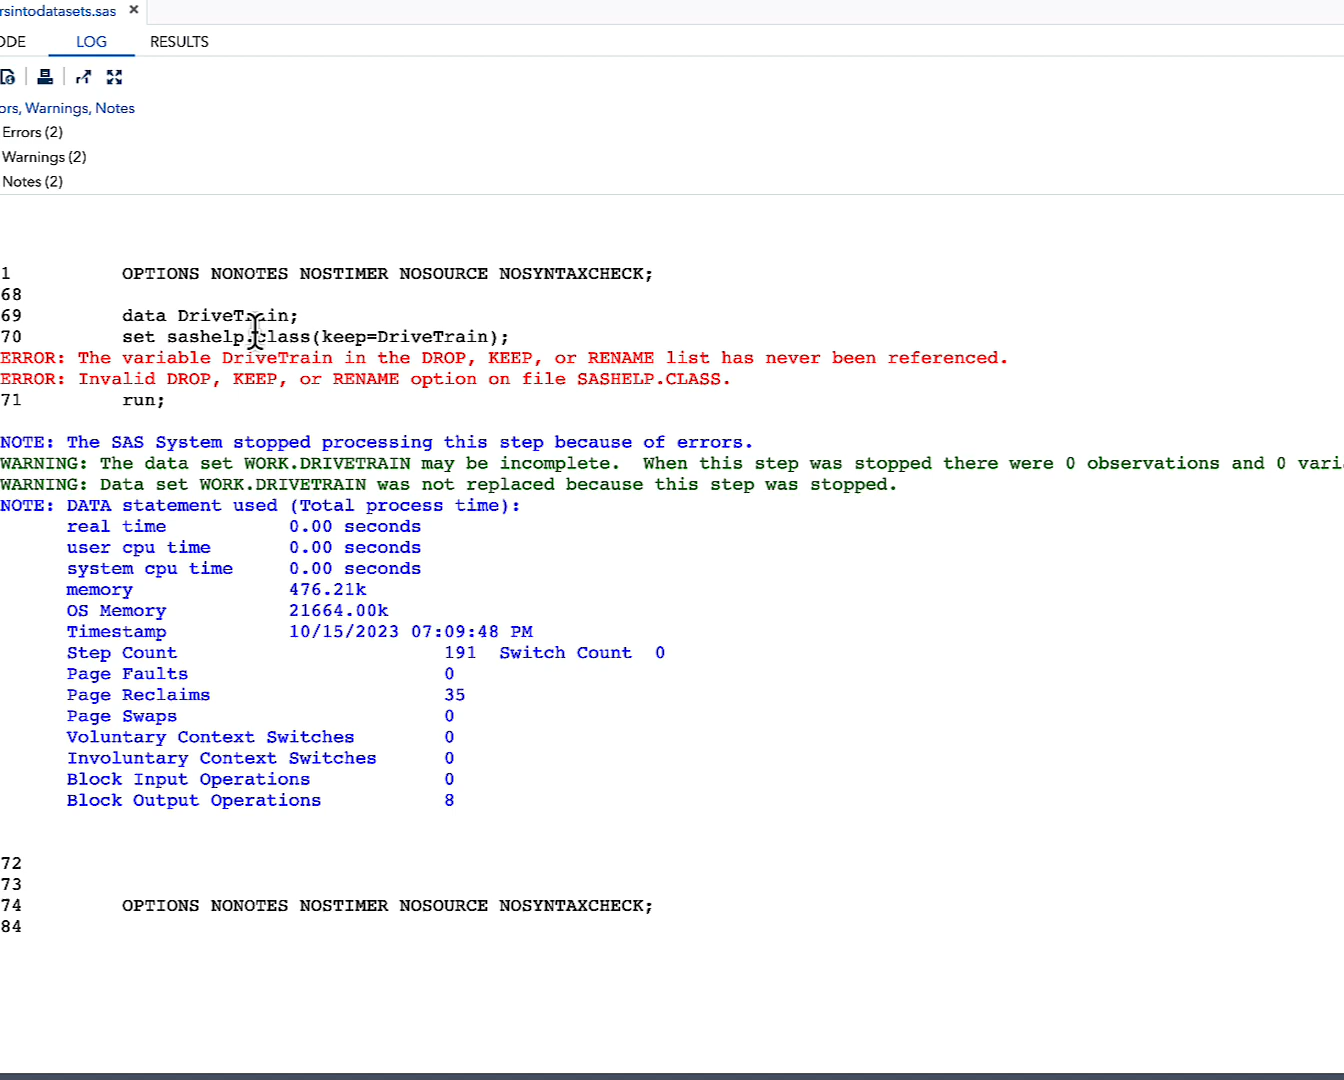 rsintodatasets.sas ×
ODE LOG RESULTS
ors, Warnings, Notes
Errors (2)
Warnings (2)
Notes (2)
1 OPTIONS NONOTES NOSTIMER NOSOURCE NOSYNTAXCHECK;
68
69 data DriveTrain;
70 set sashelp.class(keep=DriveTrain);
ERROR: The variable DriveTrain in the DROP, KEEP, or RENAME list has never been referenced.
ERROR: Invalid DROP, KEEP, or RENAME option on file SASHELP.CLASS.
71 run;
NOTE: The SAS System stopped processing this step because of errors.
WARNING: The data set WORK.DRIVETRAIN may be incomplete.  When this step was stopped there were 0 observations and 0 vari
WARNING: Data set WORK.DRIVETRAIN was not replaced because this step was stopped.
NOTE: DATA statement used (Total process time):
real time 0.00 seconds
user cpu time 0.00 seconds
system cpu time 0.00 seconds
memory 476.21k
OS Memory 21664.00k
Timestamp 10/15/2023 07:09:48 PM
Step Count 191 Switch Count 0
Page Faults 0
Page Reclaims 35
Page Swaps 0
Voluntary Context Switches 0
Involuntary Context Switches 0
Block Input Operations 0
Block Output Operations 8
72
73
74 OPTIONS NONOTES NOSTIMER NOSOURCE NOSYNTAXCHECK;
84